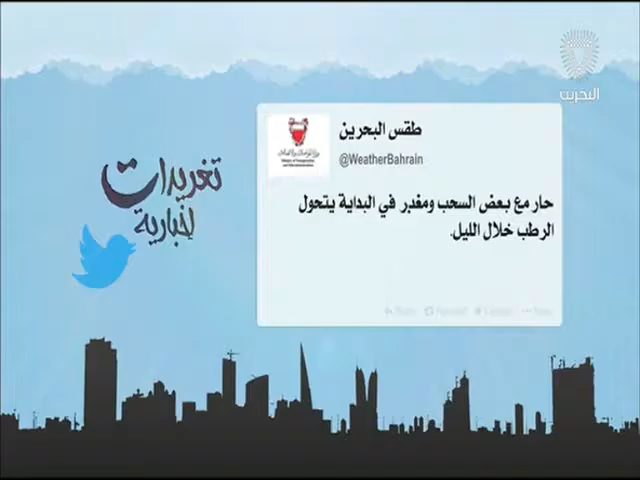 البحرين
طقس البحرين
@WeatherBahrain
تغريدات
إخبارية
حار مع بعض السحب ومغبر في البداية يتحول
الرطب خلال الليل.